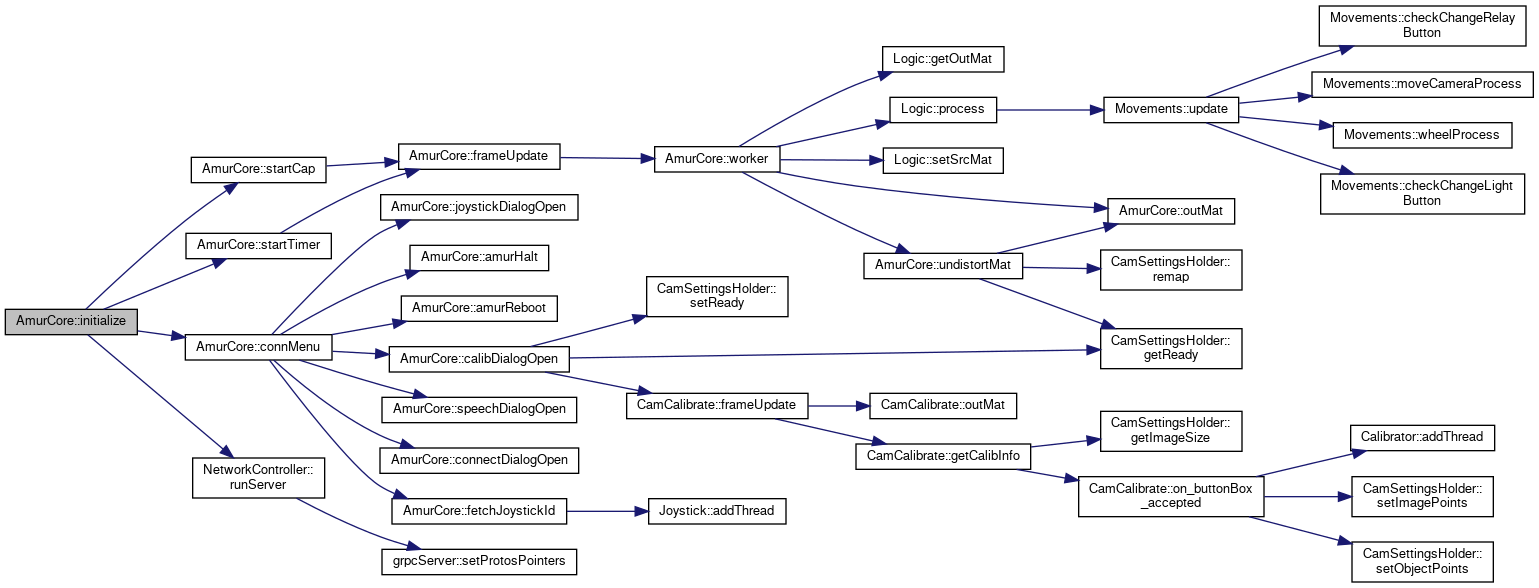 AmurCore::initialize
AmurCore::startCap
AmurCore::startTimer
AmurCore::connMenu
NetworkController::
runServer
AmurCore::frameUpdate
AmurCore::joystickDialogOpen
AmurCore::amurHalt
AmurCore::amurReboot
AmurCore::calibDialogOpen
AmurCore::speechDialogOpen
AmurCore::connectDialogOpen
AmurCore::fetchJoystickId
grpcServer::setProtosPointers
AmurCore::worker
CamSettingsHolder::
setReady
CamCalibrate::frameUpdate
Joystick::addThread
Logic::getOutMat
Logic::process
Logic::setSrcMat
AmurCore::undistortMat
CamCalibrate::outMat
CamCalibrate::getCalibInfo
Movements::update
AmurCore::outMat
CamSettingsHolder::
remap
CamSettingsHolder::
getReady
CamSettingsHolder::
getImageSize
CamCalibrate::on_buttonBox
_accepted
Movements::checkChangeRelay
Button
Movements::moveCameraProcess
Movements::wheelProcess
Movements::checkChangeLight
Button
Calibrator::addThread
CamSettingsHolder::
setImagePoints
CamSettingsHolder::
setObjectPoints